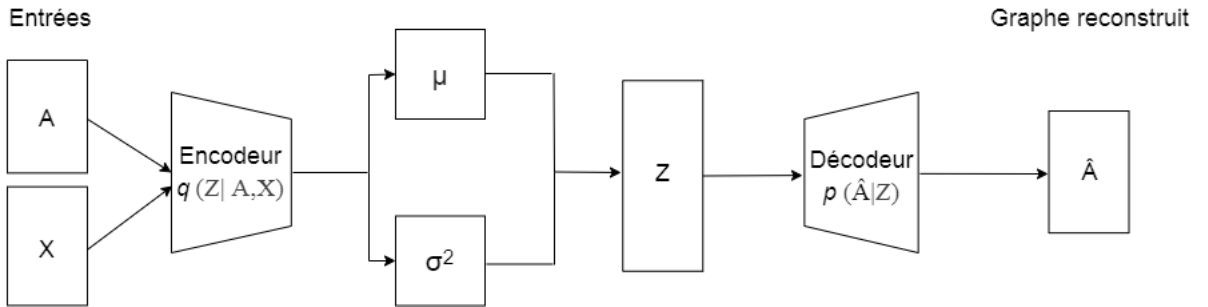 Entrées
Graphe reconstruit
A
X
Encodeur
q (Z| A,X)
μ
σ²
Z
Décodeur
p (Â|Z)
Â